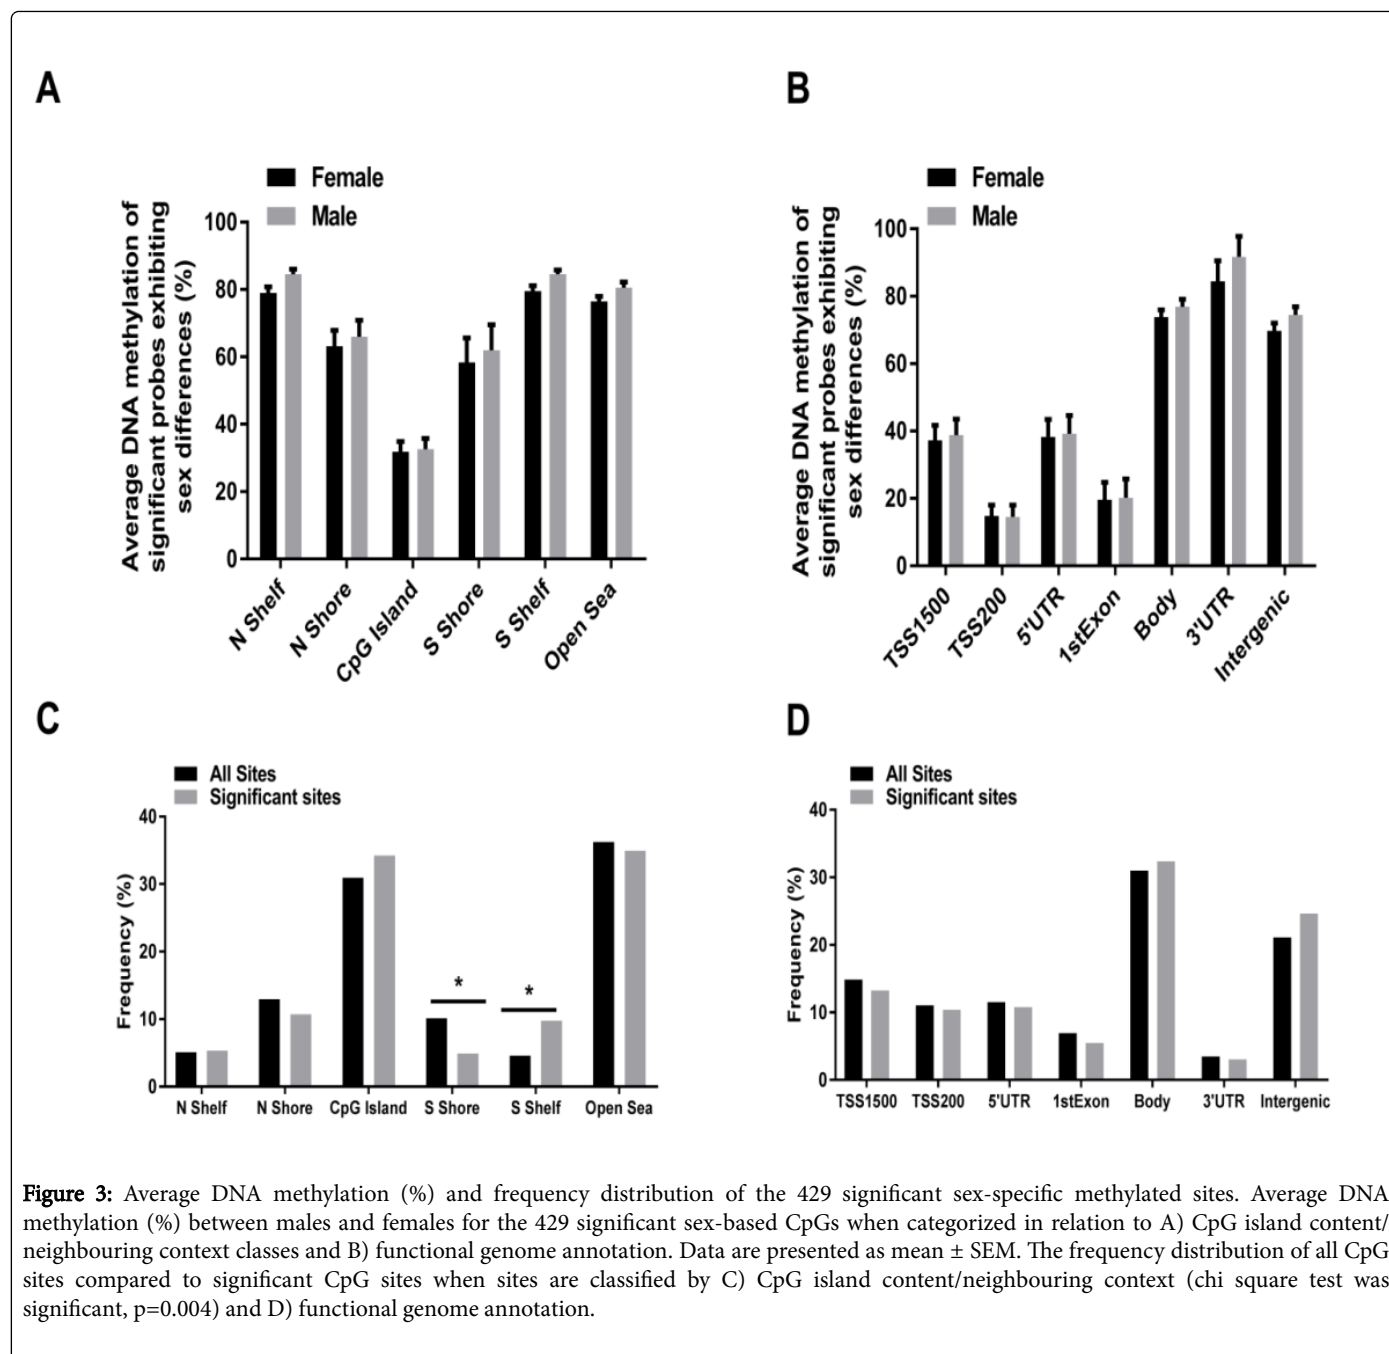 A
Female
Male
Average DNA methylation of
significant probes exhibiting
sex differences (%)
100
80
60
40
20
0
N Shelf
N Shore
CpG Island
S Shore
S Shelf
Open Sea
B
Female
Male
Average DNA methylation of
significant probes exhibiting
sex differences (%)
100
80
60
40
20
0
TSS1500
TSS200
5'UTR
1stExon
Body
3'UTR
Intergenic
C
All Sites
Significant sites
Frequency (%)
40
30
20
10
0
*
*
N Shelf
N Shore
CpG Island
S Shore
S Shelf
Open Sea
D
All Sites
Significant sites
Frequency (%)
40
30
20
10
0
TSS1500
TSS200
5'UTR
1stExon
Body
3'UTR
Intergenic
Figure 3: Average DNA methylation (%) and frequency distribution of the 429 significant sex-specific methylated sites. Average DNA
methylation (%) between males and females for the 429 significant sex-based CpGs when categorized in relation to A) CpG island content/
neighbouring context classes and B) functional genome annotation. Data are presented as mean ± SEM. The frequency distribution of all CpG
sites compared to significant CpG sites when sites are classified by C) CpG island content/neighbouring context (chi square test was
significant, p=0.004) and D) functional genome annotation.